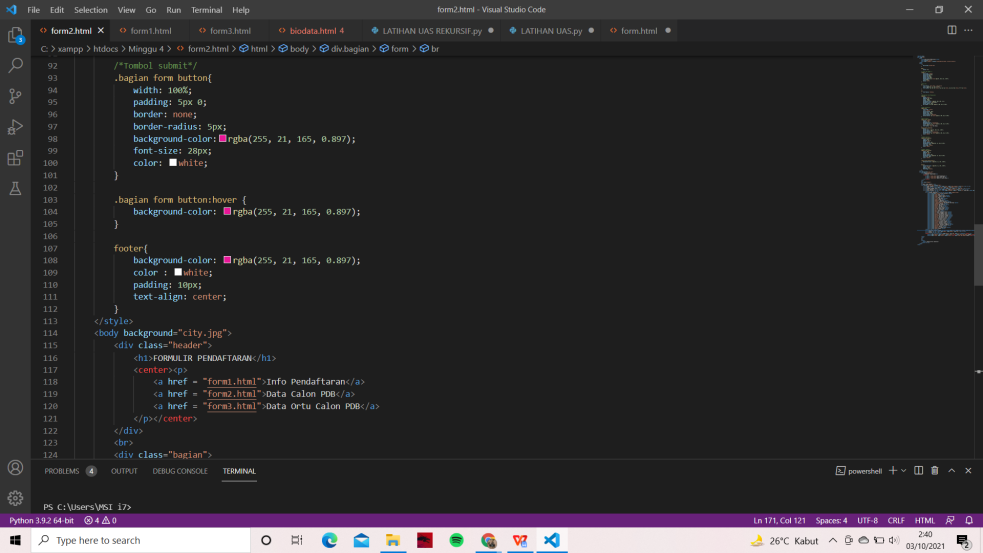 File Edit Selection View Go Run Terminal Help
form2.html - Visual Studio Code
form2.html
form1.html
form3.html
biodata.html 4
LATIHAN UAS REKURSIF.py
LATIHAN UAS.py
form.html
C: > xampp > htdocs > Minggu 4 > form2.html > html > body > div.bagian > form > br
3
92 /*Tombol submit*/
93 .bagian form button{
94 width: 100%;
95 padding: 5px 0;
96 border: none;
97 border-radius: 5px;
98 background-color: rgba(255, 21, 165, 0.897);
99 font-size: 28px;
100 color: white;
101 }
102
103 .bagian form button:hover {
104 background-color: rgba(255, 21, 165, 0.897);
105 }
106
107 footer{
108 background-color: rgba(255, 21, 165, 0.897);
109 color : white;
110 padding: 10px;
111 text-align: center;
112 }
113 </style>
114 <body background="city.jpg">
115 <div class="header">
116 <h1>FORMULIR PENDAFTARAN</h1>
117 <center><p>
118 <a href = "form1.html">Info Pendaftaran</a>
119 <a href = "form2.html">Data Calon PDB</a>
120 <a href = "form3.html">Data Ortu Calon PDB</a>
121 </p></center>
122 </div>
123 <br>
124 <div class="bagian">
PROBLEMS 4 OUTPUT DEBUG CONSOLE TERMINAL
powershell
PS C:\Users\MSI i7>
Python 3.9.2 64-bit 4 0
Ln 171, Col 121 Spaces: 4 UTF-8 CRLF HTML
Type here to search
26°C Kabut
2:40
03/10/2021
2